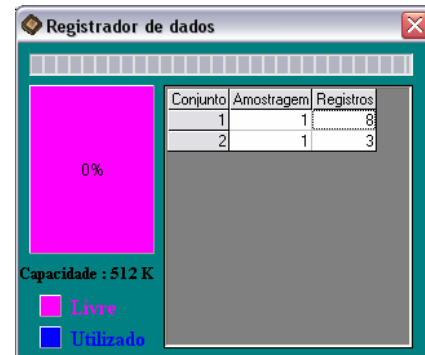 Registrador de dados
Conjunto Amostragem Registros
1 1 8
2 1 3
0%
Capacidade : 512 K
Livre
Utilizado